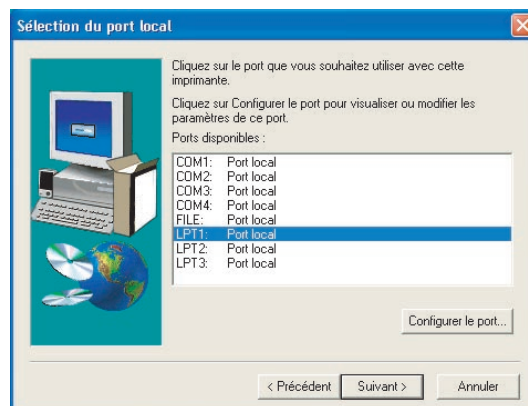 Sélection du port local
Cliquez sur le port que vous souhaitez utiliser avec cette
imprimante.
Cliquez sur Configurer le port pour visualiser ou modifier les
paramètres de ce port.
Ports disponibles :
COM1: Port local
COM2: Port local
COM3: Port local
COM4: Port local
FILE: Port local
LPT1: Port local
LPT2: Port local
LPT3: Port local
Configurer le port...
< Précédent Suivant > Annuler